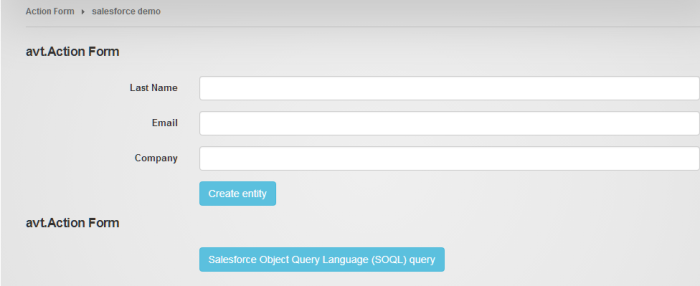 Action Form ▸ salesforce demo
avt.Action Form
Last Name
Email
Company
Create entity
avt.Action Form
Salesforce Object Query Language (SOQL) query